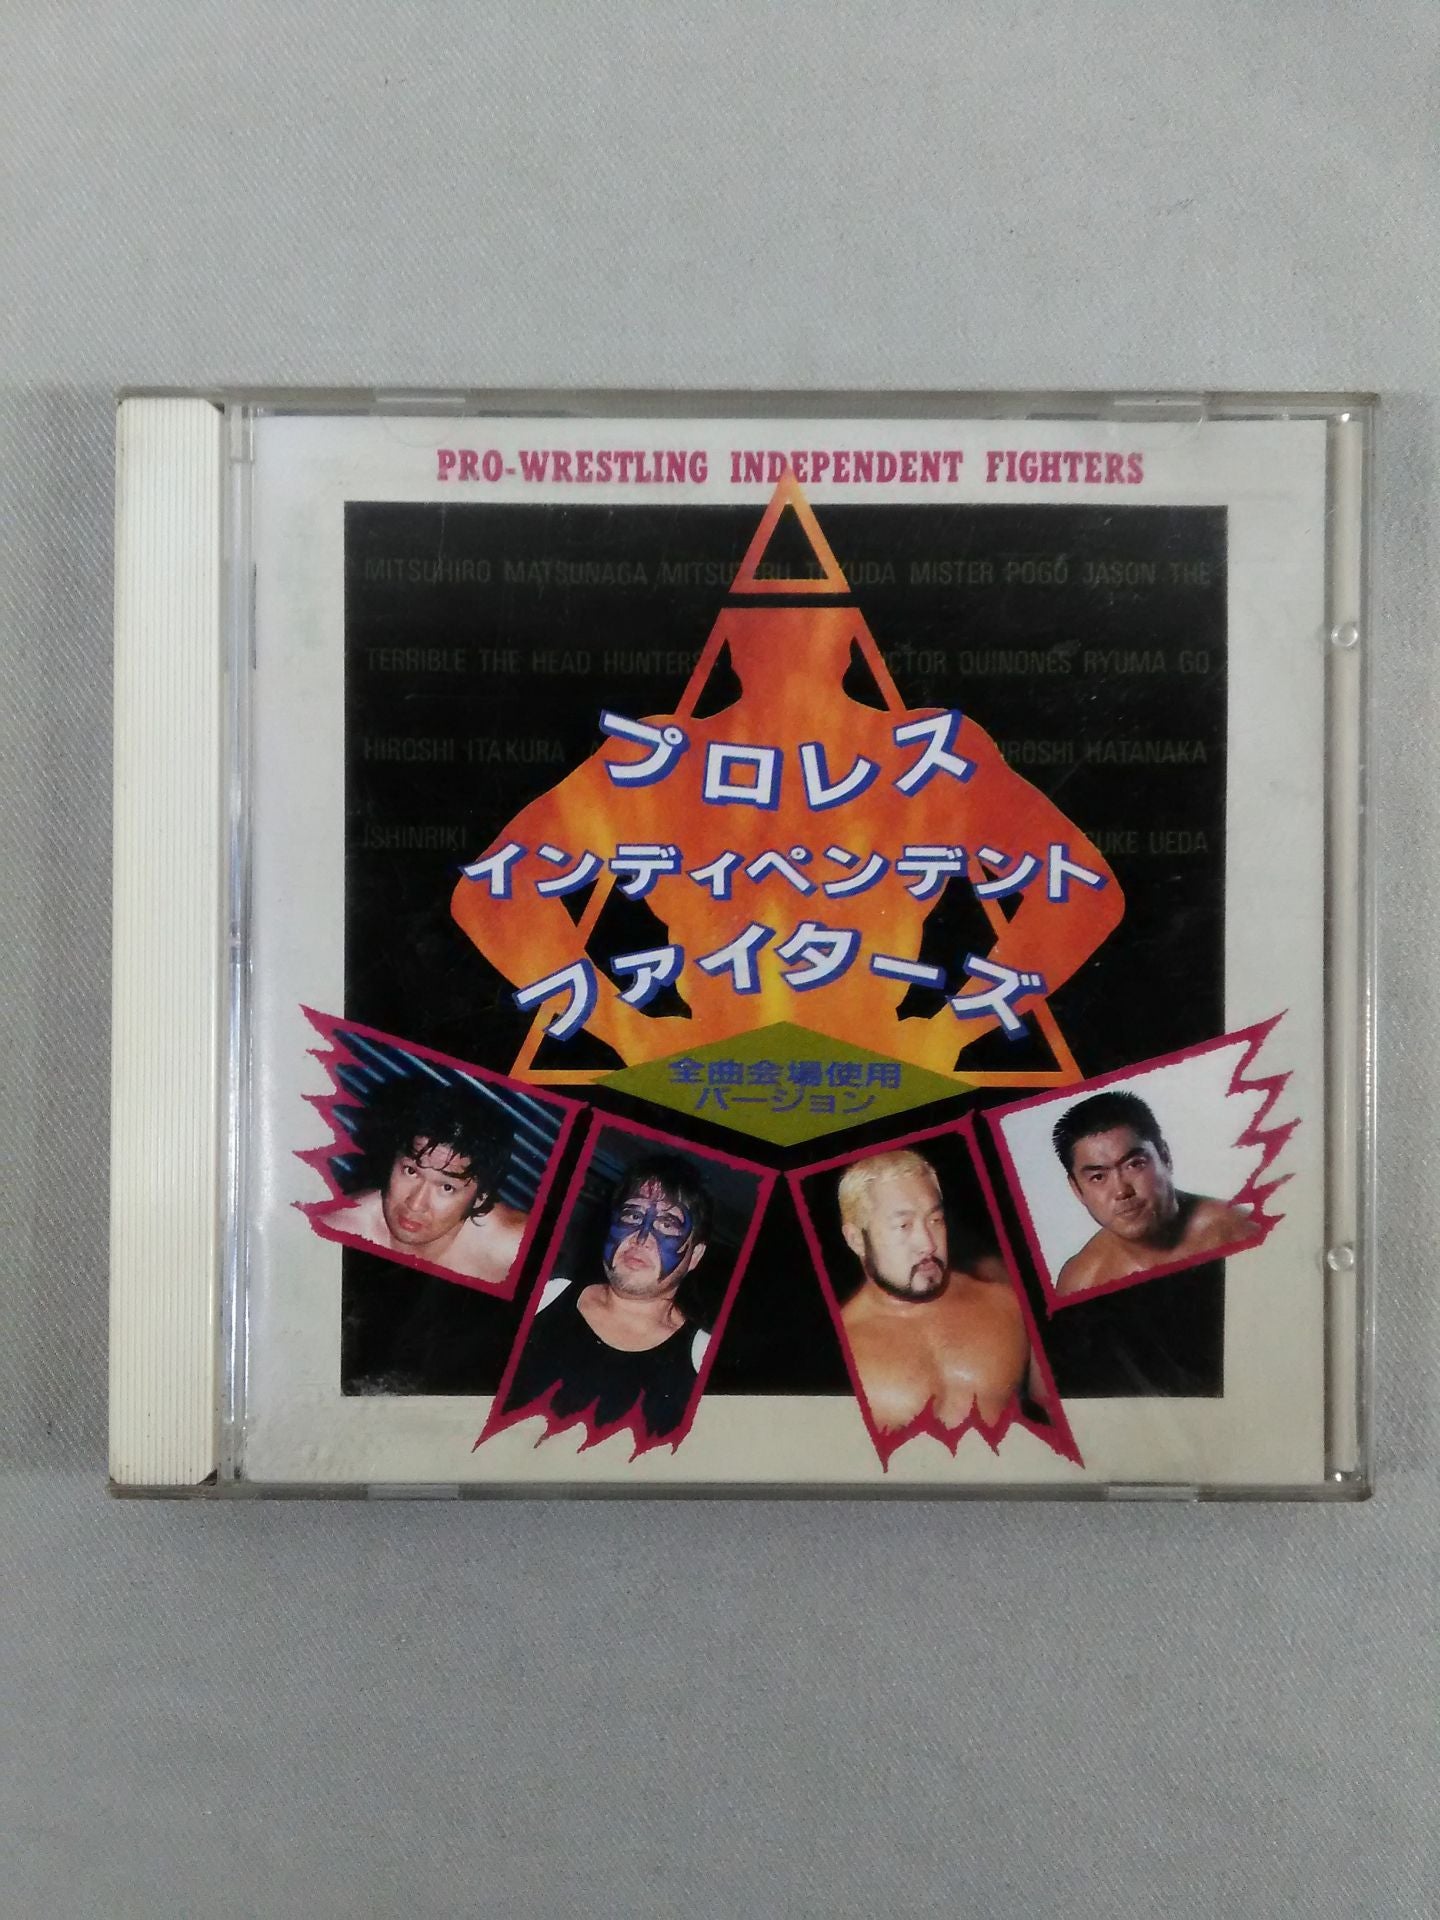 PRO-WRESTLING INDEPENDENT FIGHTERS
MITSUHIRO MATSUNAGA MISTER POGO JASON THE
TERRIBLE THE HEAD HUNTERS QUINONES RYUMA GO
HIROSHI ITAKURA HATANAKA
ISHINRIKI UEDA
プロレス
インディペンデント
ファイターズ
全曲会場使用
バージョン